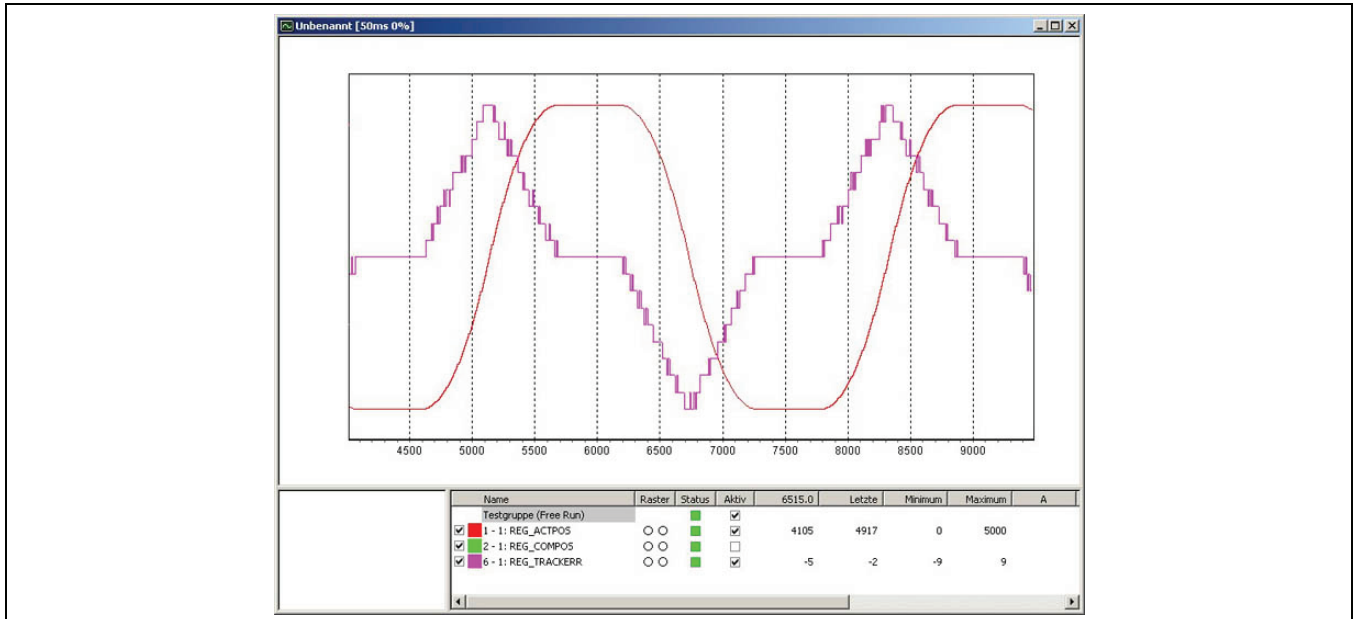 Unbenannt [50ms 0%]
4500 5000 5500 6000 6500 7000 7500 8000 8500 9000
Name Raster Status Aktiv 6515.0 Letzte Minimum Maximum A
Testgruppe (Free Run)
1 - 1: REG_ACTPOS 4105 4917 0 5000
2 - 1: REG_COMPOS
6 - 1: REG_TRACKERR -5 -2 -9 9